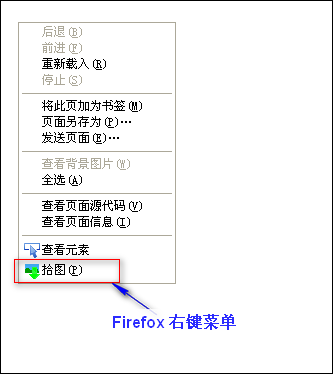 后退(B)
前进(F)
重新载入(R)
停止(S)
将此页加为书签(M)
页面另存为(P)…
发送页面(E)…
查看背景图片(W)
全选(A)
查看页面源代码(V)
查看页面信息(I)
查看元素
拾图(P)
Firefox 右键菜单